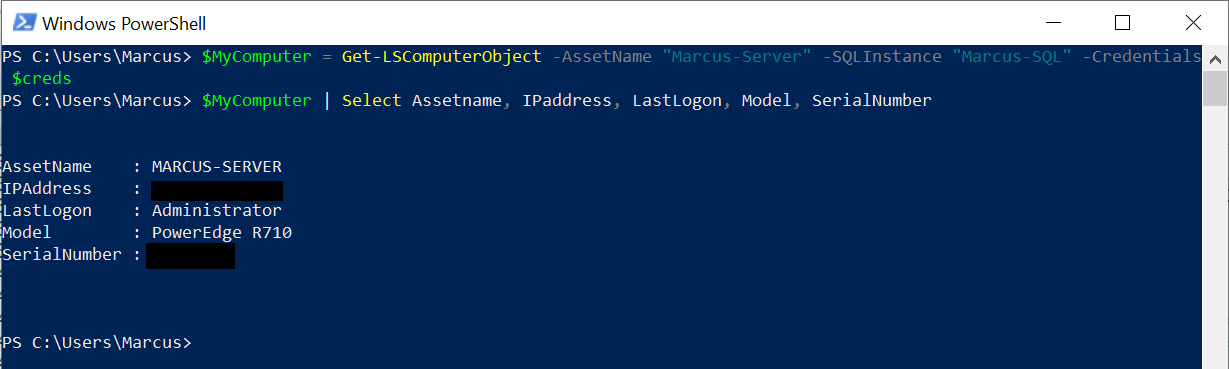 Windows PowerShell
PS C:\Users\Marcus> $MyComputer = Get-LSComputerObject -AssetName "Marcus-Server" -SQLInstance "Marcus-SQL" -Credentials
$creds
PS C:\Users\Marcus> $MyComputer | Select Assetname, IPaddress, LastLogon, Model, SerialNumber
AssetName    : MARCUS-SERVER
IPAddress    :
LastLogon    : Administrator
Model        : PowerEdge R710
SerialNumber :
PS C:\Users\Marcus>